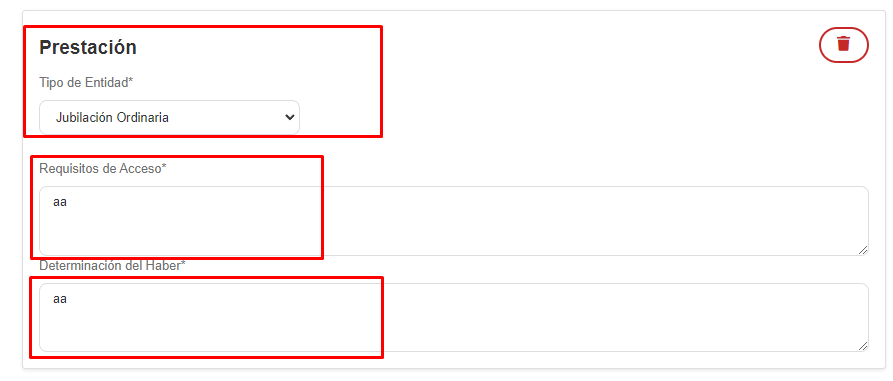 Prestación
Tipo de Entidad*
Jubilación Ordinaria
Requisitos de Acceso*
aa
Determinación del Haber*
aa